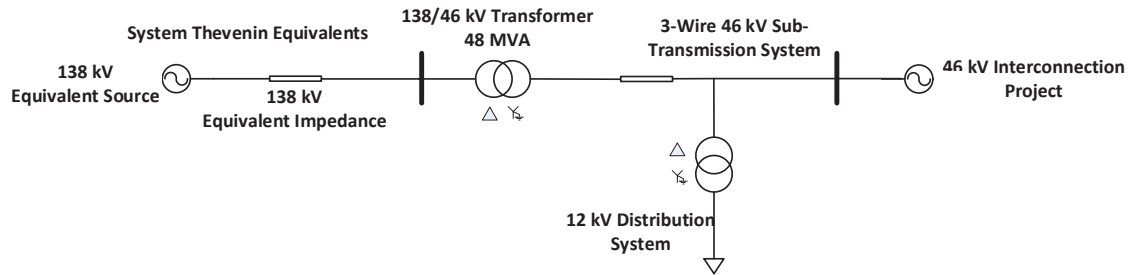 System Thevenin Equivalents
138 kV
Equivalent Source
138 kV
Equivalent Impedance
138/46 kV Transformer
48 MVA
3-Wire 46 kV Sub-
Transmission System
46 kV Interconnection
Project
12 kV Distribution
System